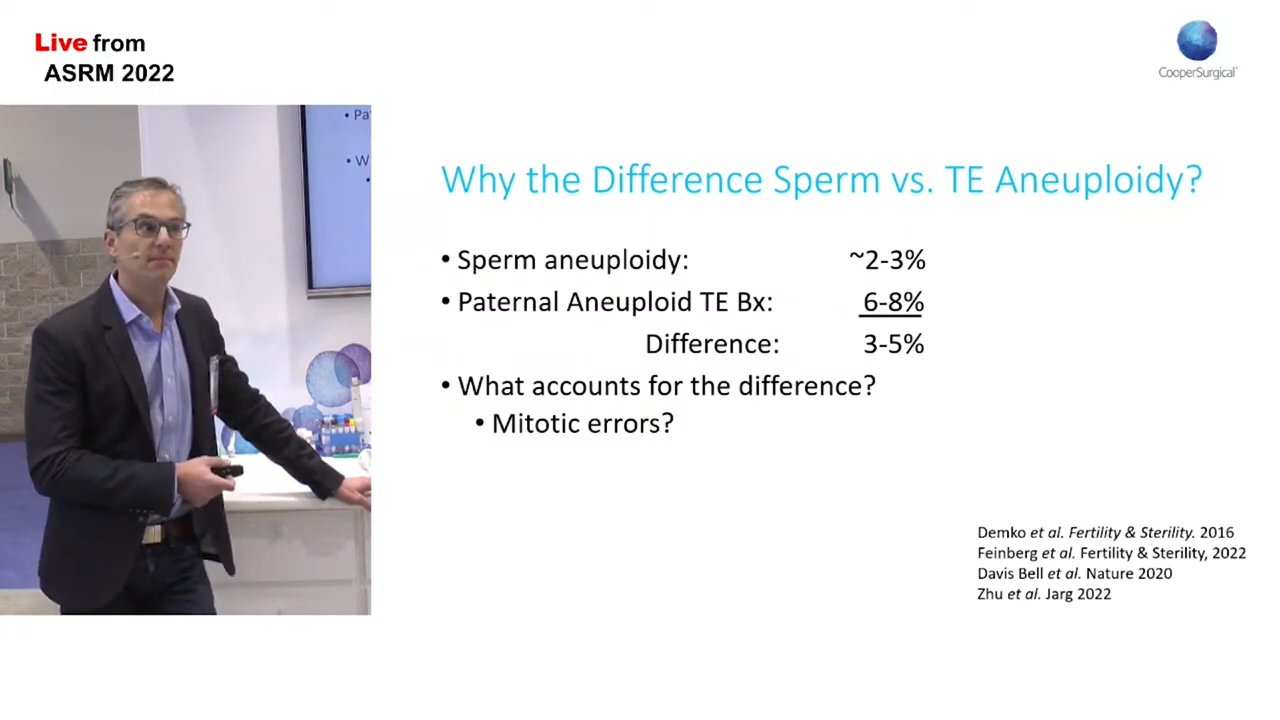 Live from
ASRM 2022
CooperSurgical
• Pa
• W
Why the Difference Sperm vs. TE Aneuploidy?
• Sperm aneuploidy: ~2-3%
• Paternal Aneuploid TE Bx: 6-8%
Difference: 3-5%
• What accounts for the difference?
• Mitotic errors?
Demko et al. Fertility & Sterility. 2016
Feinberg et al. Fertility & Sterility, 2022
Davis Bell et al. Nature 2020
Zhu et al. Jarg 2022